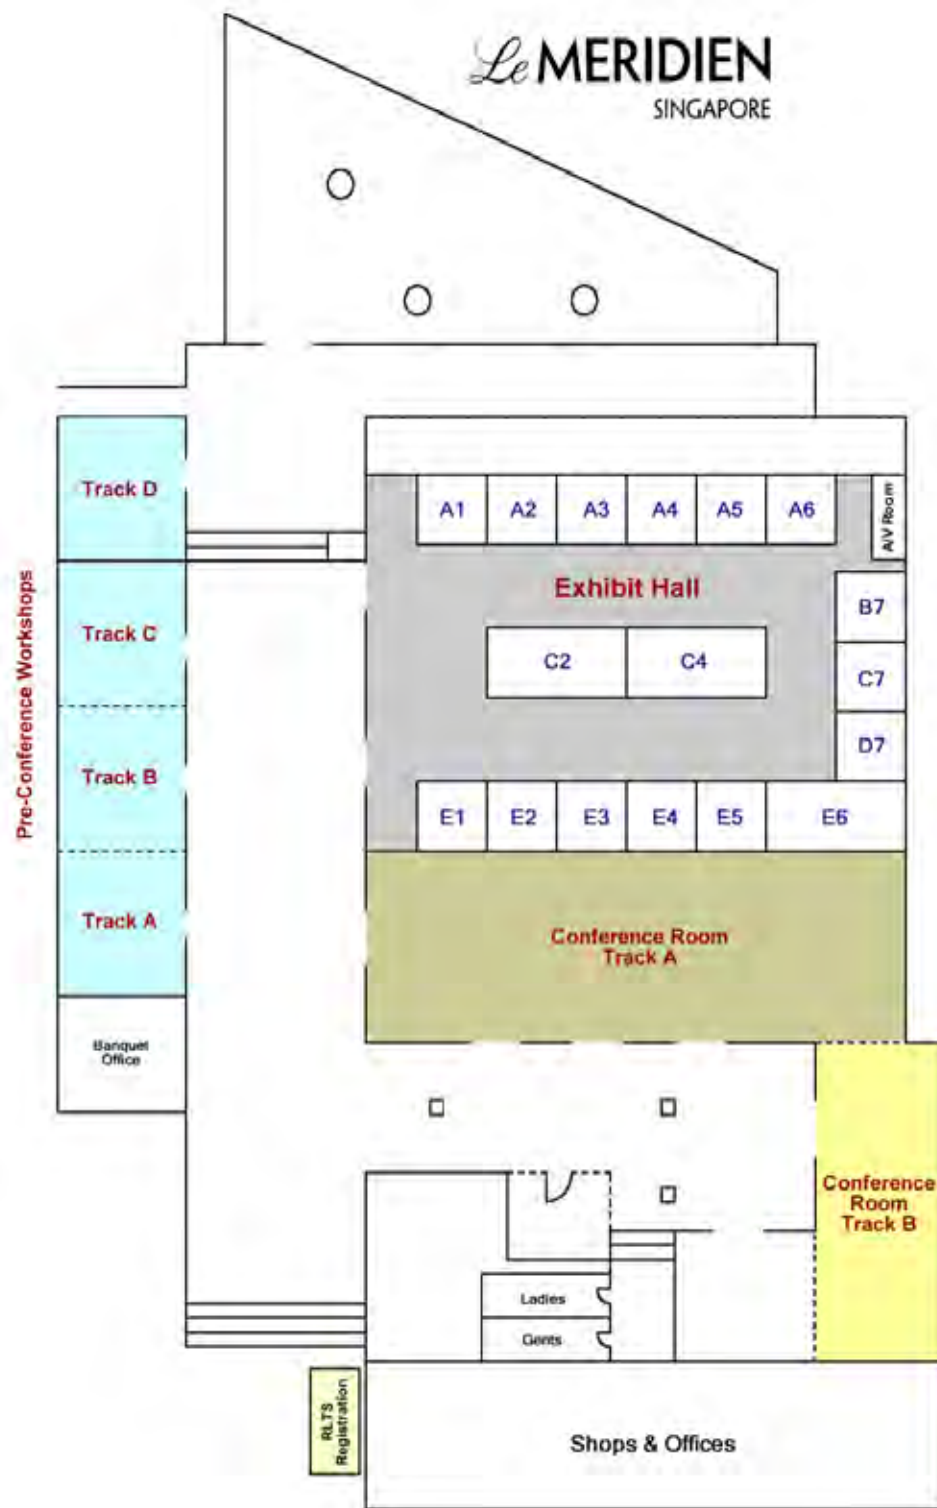 Le MERIDIEN
SINGAPORE
Track D
A1
A2
A3
A4
A5
A6
A/V Room
Exhibit Hall
B7
Pre-Conference Workshops
Track C
C2
C4
C7
D7
Track B
E1
E2
E3
E4
E5
E6
Track A
Conference Room
Track A
Banquet
Office
Conference
Room
Track B
Ladies
Gents
RLTS
Registration
Shops & Offices